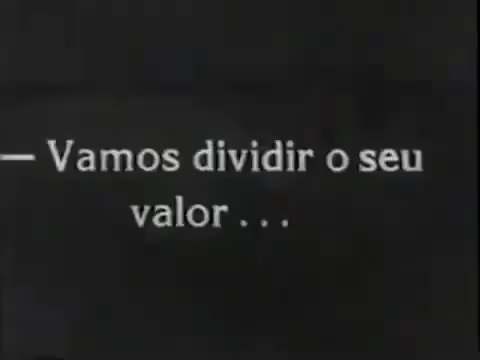 — Vamos dividir o seu
valor . . .